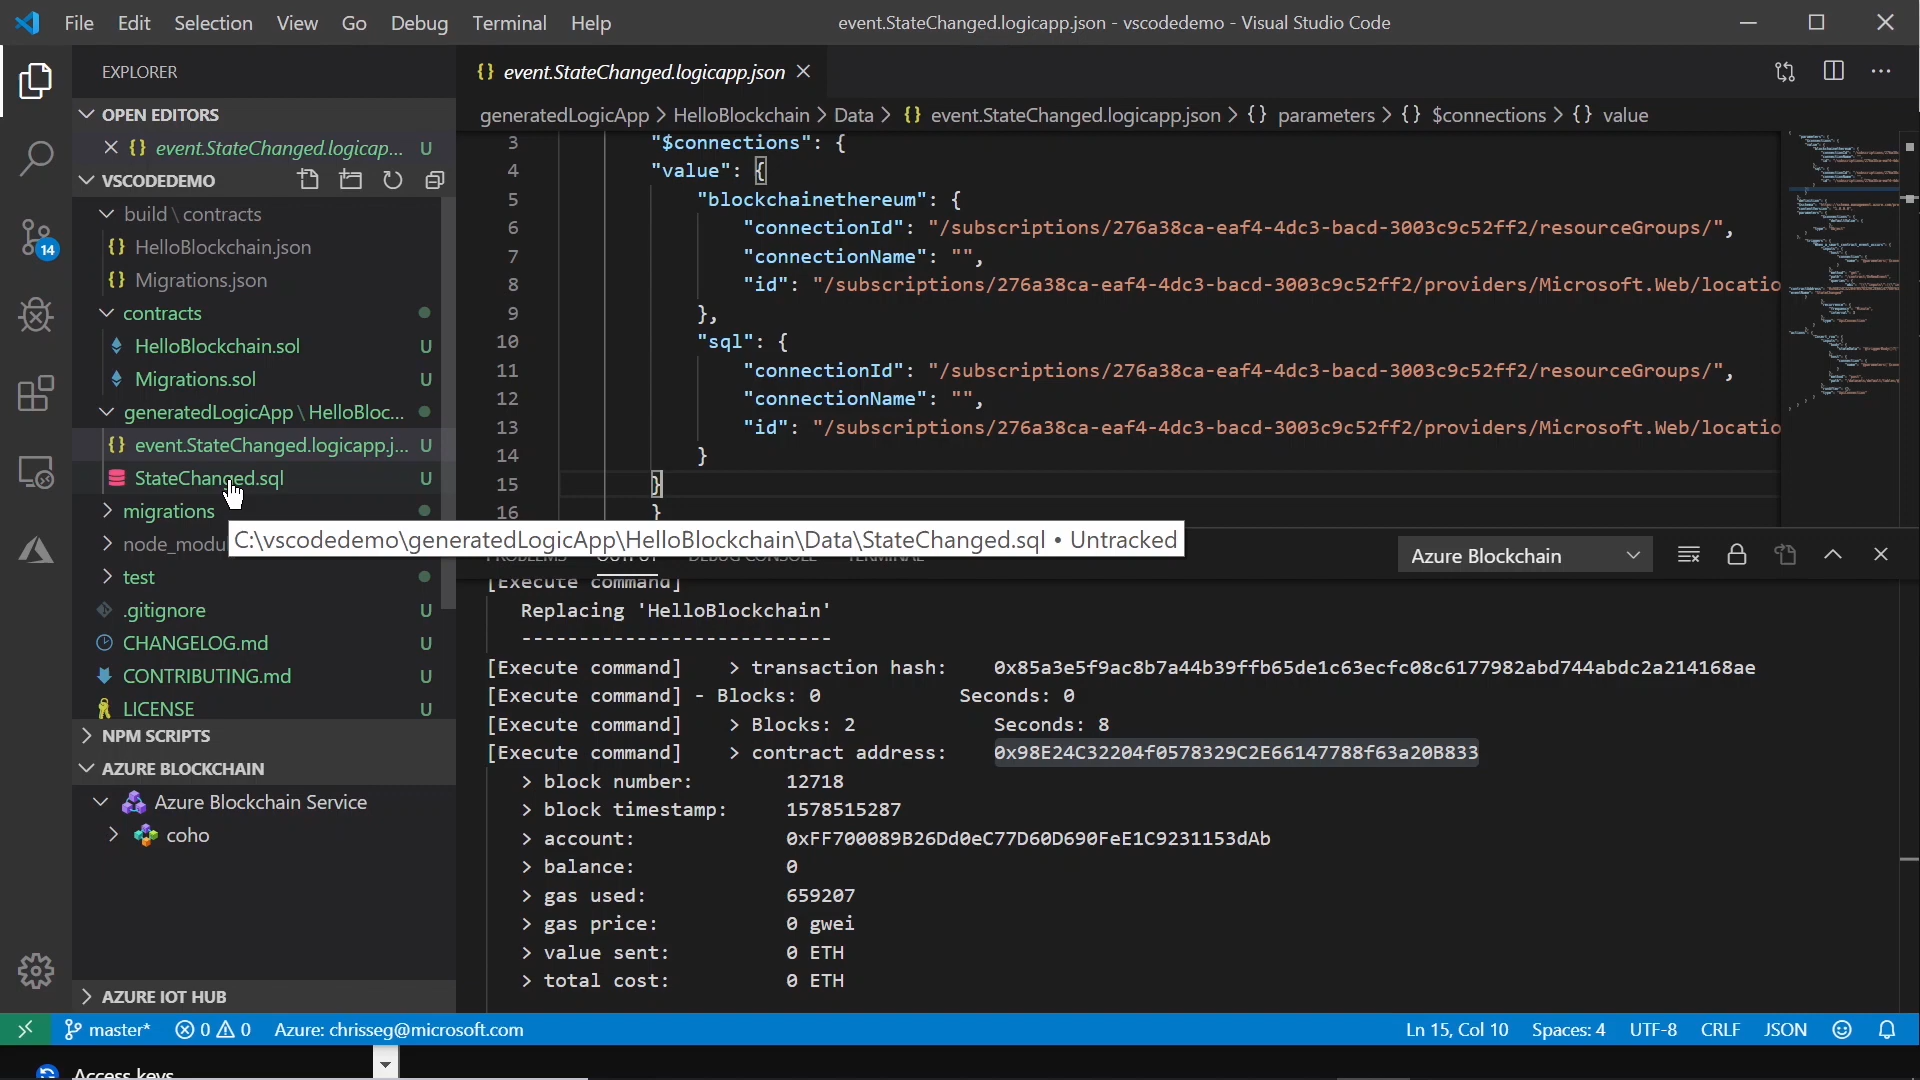 File Edit Selection View Go Debug Terminal Help
event.StateChanged.logicapp.json - vscodedemo - Visual Studio Code
EXPLORER
OPEN EDITORS
{} event.StateChanged.logicap... U
VSCODEDEMO
build \ contracts
{} HelloBlockchain.json
{} Migrations.json
contracts
HelloBlockchain.sol U
Migrations.sol U
generatedLogicApp \ HelloBloc...
{} event.StateChanged.logicapp.j... U
StateChanged.sql U
migrations
node_modu
test
.gitignore U
CHANGELOG.md U
CONTRIBUTING.md U
LICENSE U
NPM SCRIPTS
AZURE BLOCKCHAIN
Azure Blockchain Service
coho
AZURE IOT HUB
14
{} event.StateChanged.logicapp.json
generatedLogicApp > HelloBlockchain > Data > {} event.StateChanged.logicapp.json > {} parameters > {} $connections > {} value
3 "$connections": {
4 "value": {
5 "blockchainethereum": {
6 "connectionId": "/subscriptions/276a38ca-eaf4-4dc3-bacd-3003c9c52ff2/resourceGroups/",
7 "connectionName": "",
8 "id": "/subscriptions/276a38ca-eaf4-4dc3-bacd-3003c9c52ff2/providers/Microsoft.Web/locatio
9 },
10 "sql": {
11 "connectionId": "/subscriptions/276a38ca-eaf4-4dc3-bacd-3003c9c52ff2/resourceGroups/",
12 "connectionName": "",
13 "id": "/subscriptions/276a38ca-eaf4-4dc3-bacd-3003c9c52ff2/providers/Microsoft.Web/locatio
14 }
15 }
16 }
C:\vscodedemo\generatedLogicApp\HelloBlockchain\Data\StateChanged.sql • Untracked
PROBLEMS OUTPUT DEBUG CONSOLE TERMINAL
Azure Blockchain
[Execute command]
Replacing 'HelloBlockchain'
---------------------------
[Execute command] > transaction hash: 0x85a3e5f9ac8b7a44b39ffb65de1c63ecfc08c6177982abd744abdc2a214168ae
[Execute command] - Blocks: 0 Seconds: 0
[Execute command] > Blocks: 2 Seconds: 8
[Execute command] > contract address: 0x98E24C32204f0578329C2E66147788f63a20B833
> block number: 12718
> block timestamp: 1578515287
> account: 0xFF700089B26Dd0eC77D60D690FeE1C9231153dAb
> balance: 0
> gas used: 659207
> gas price: 0 gwei
> value sent: 0 ETH
> total cost: 0 ETH
master* 0 0 Azure: chrisseg@microsoft.com
Ln 15, Col 10 Spaces: 4 UTF-8 CRLF JSON
Access keys